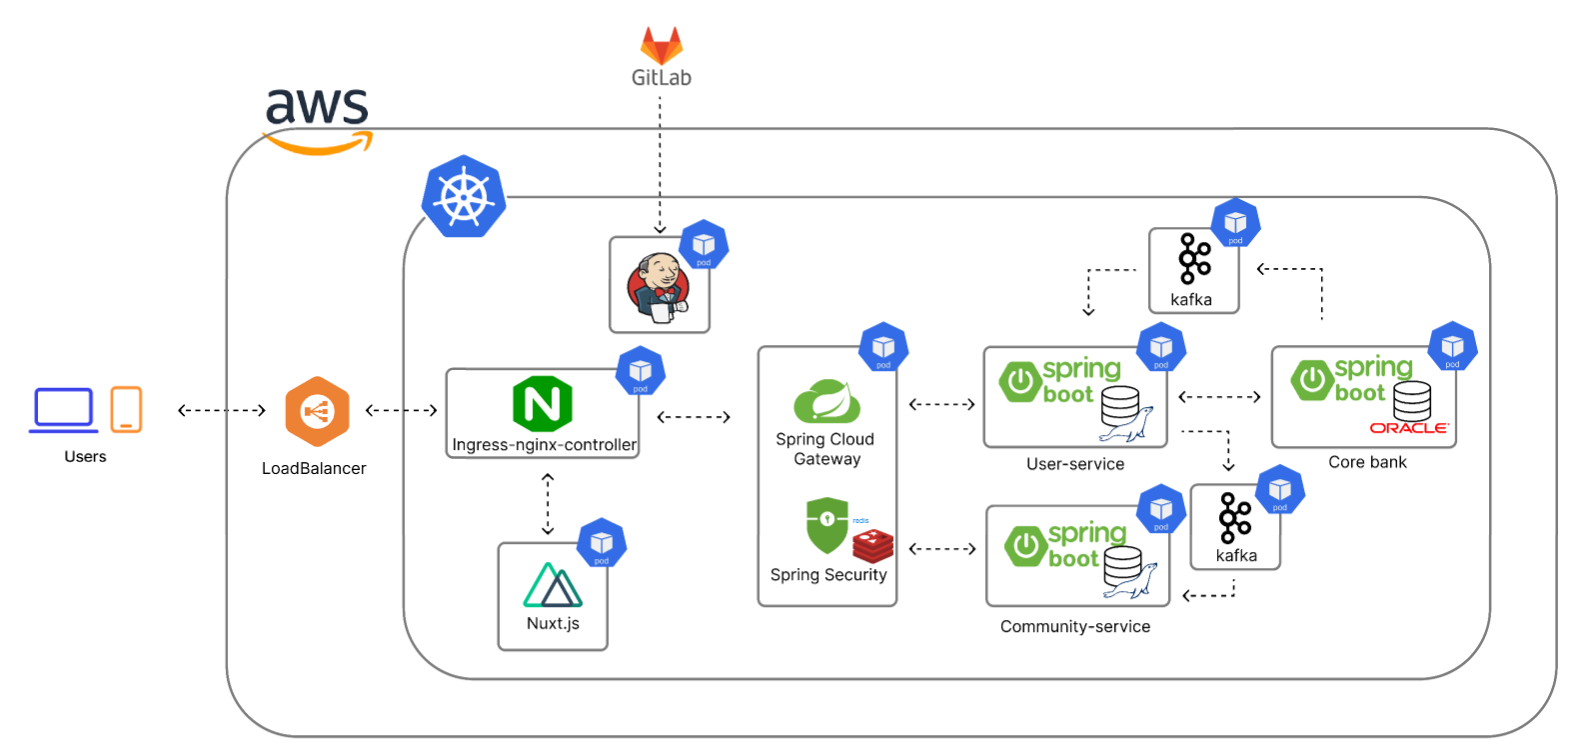 GitLab
aws
pod
pod
kafka
pod
Users
LoadBalancer
pod
Ingress-nginx-controller
pod
Nuxt.js
pod
Spring Cloud
Gateway
redis
Spring Security
pod
spring
boot
User-service
pod
spring
boot
ORACLE
Core bank
pod
kafka
pod
spring
boot
Community-service